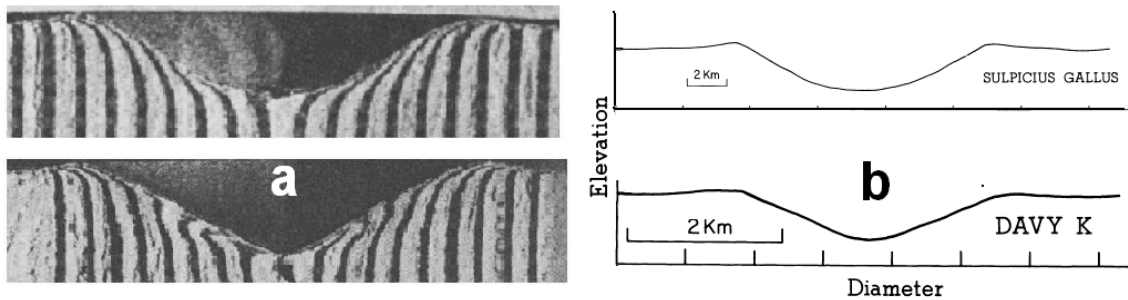 a
Elevation
2 Km
SULPICIUS GALLUS
b
2 Km
DAVY K
Diameter